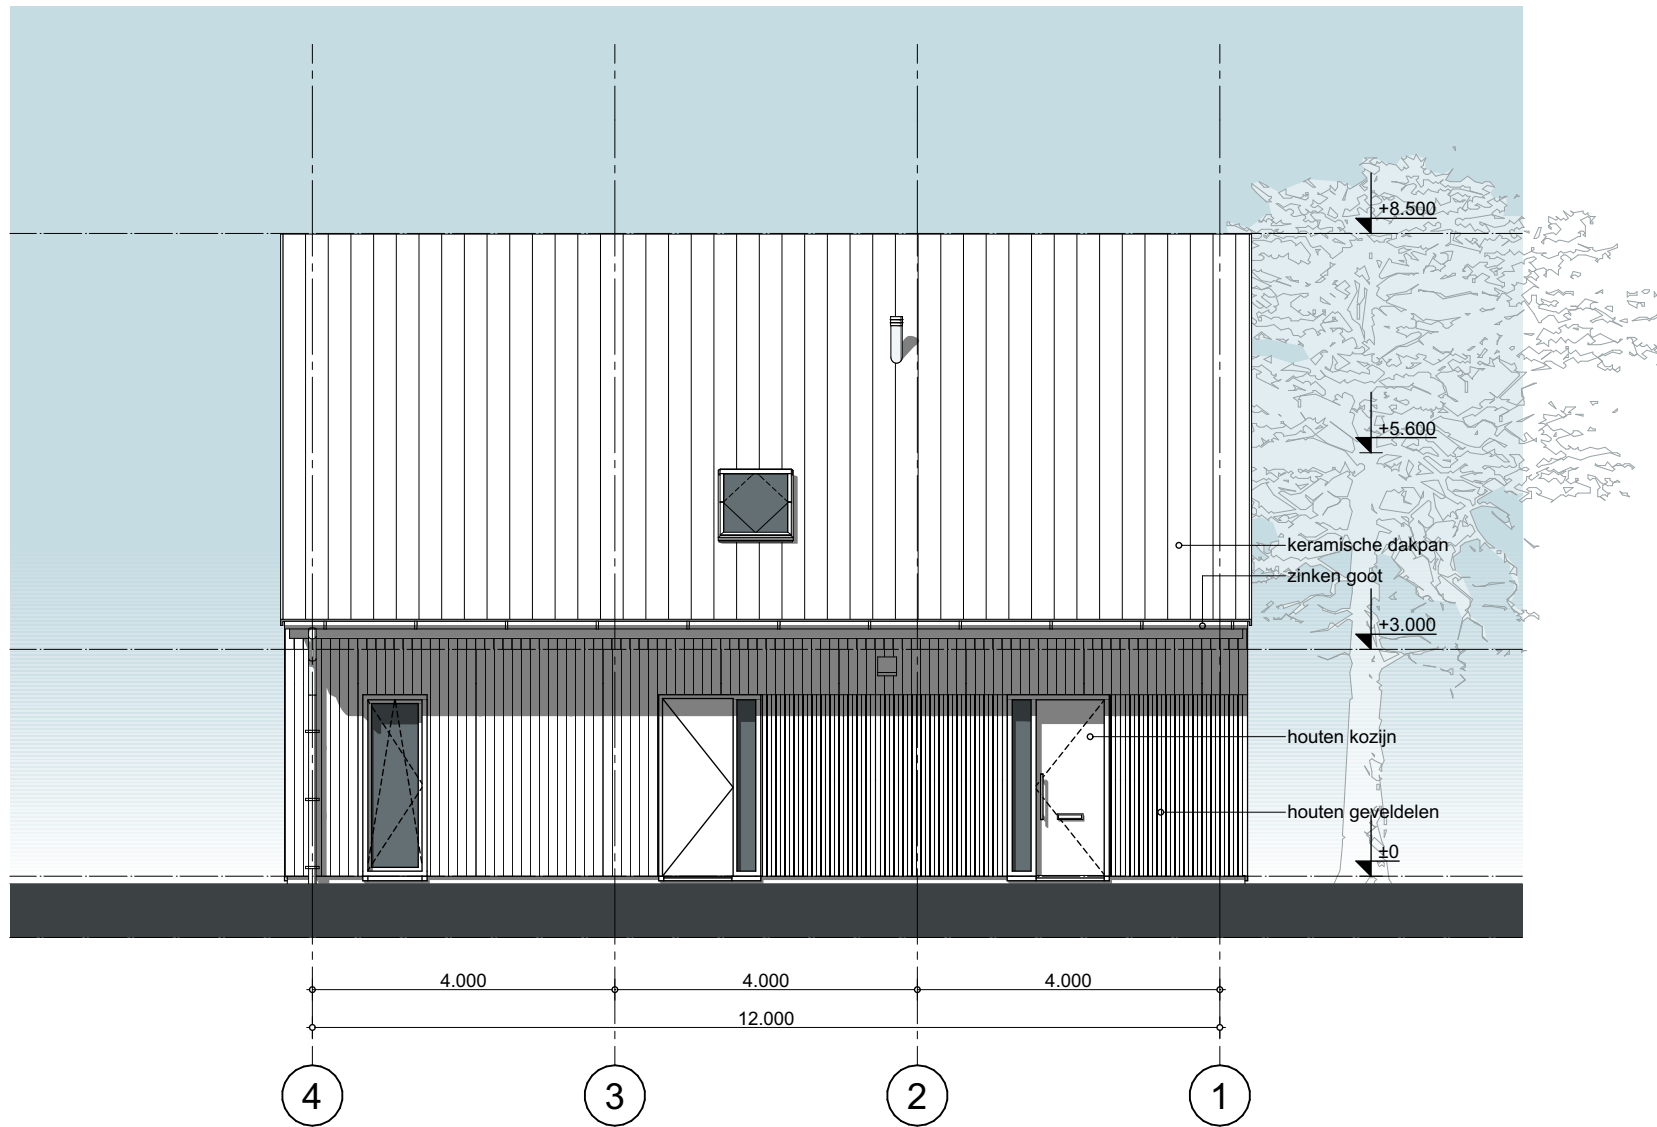 +8.500
+5.600
keramische dakpan
zinken goot
+3.000
houten kozijn
houten geveldelen
±0
4.000 4.000 4.000
12.000
4 3 2 1